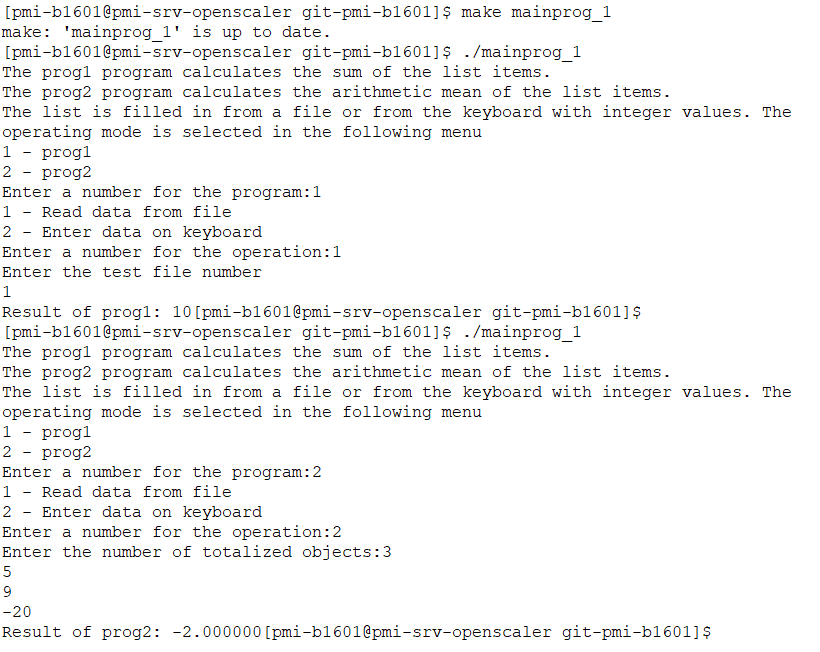 [pmi-b1601@pmi-srv-openscaler git-pmi-b1601]$ make mainprog_1
make: 'mainprog_1' is up to date.
[pmi-b1601@pmi-srv-openscaler git-pmi-b1601]$ ./mainprog_1
The prog1 program calculates the sum of the list items.
The prog2 program calculates the arithmetic mean of the list items.
The list is filled in from a file or from the keyboard with integer values. The
operating mode is selected in the following menu
1 - prog1
2 - prog2
Enter a number for the program:1
1 - Read data from file
2 - Enter data on keyboard
Enter a number for the operation:1
Enter the test file number
1
Result of prog1: 10[pmi-b1601@pmi-srv-openscaler git-pmi-b1601]$
[pmi-b1601@pmi-srv-openscaler git-pmi-b1601]$ ./mainprog_1
The prog1 program calculates the sum of the list items.
The prog2 program calculates the arithmetic mean of the list items.
The list is filled in from a file or from the keyboard with integer values. The
operating mode is selected in the following menu
1 - prog1
2 - prog2
Enter a number for the program:2
1 - Read data from file
2 - Enter data on keyboard
Enter a number for the operation:2
Enter the number of totalized objects:3
5
9
-20
Result of prog2: -2.000000[pmi-b1601@pmi-srv-openscaler git-pmi-b1601]$